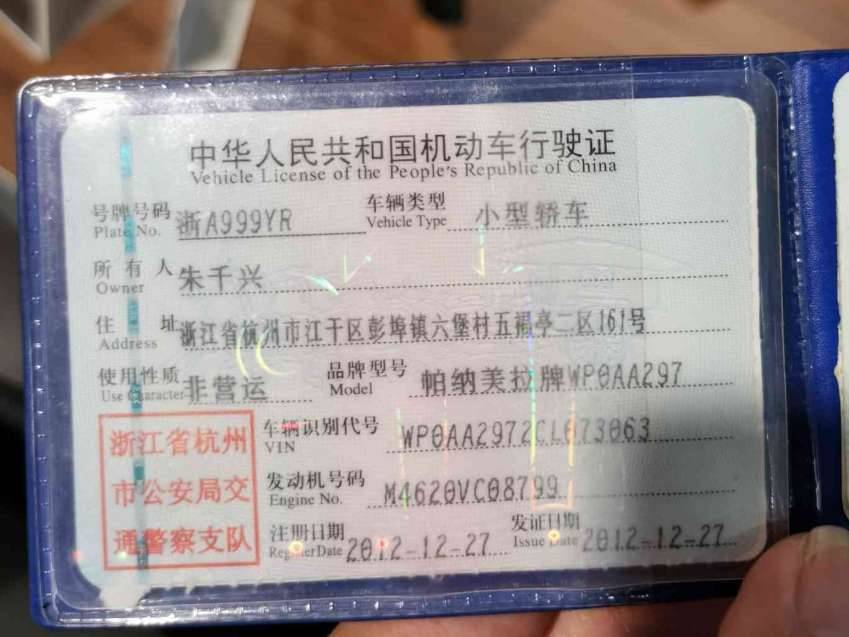 中华人民共和国机动车行驶证
Vehicle License of the People's Republic of China
号牌号码 浙A999YR 车辆类型 小型轿车
Plate No. Vehicle Type
所有人 朱千兴
Owner
住址 浙江省杭州市江干区彭埠镇六堡村五福亭二区161号
Address
使用性质 非营运 品牌型号 帕纳美拉牌WP0AA297
Use Character Model
车辆识别代号 WP0AA2972CL073063
VIN
发动机号码 M4620VC08799
Engine No.
注册日期 2012-12-27 发证日期 2012-12-27
Register Date Issue Date
浙江省杭州
市公安局交
通警察支队